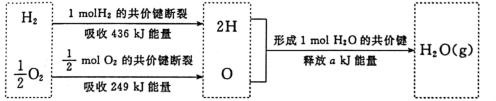 H₂
1 molH₂ 的共价键断裂
吸收 436 kJ 能量
2H
½O₂
½ mol O₂ 的共价键断裂
吸收 249 kJ 能量
O
形成 1 mol H₂O 的共价键
释放 a kJ 能量
H₂O(g)